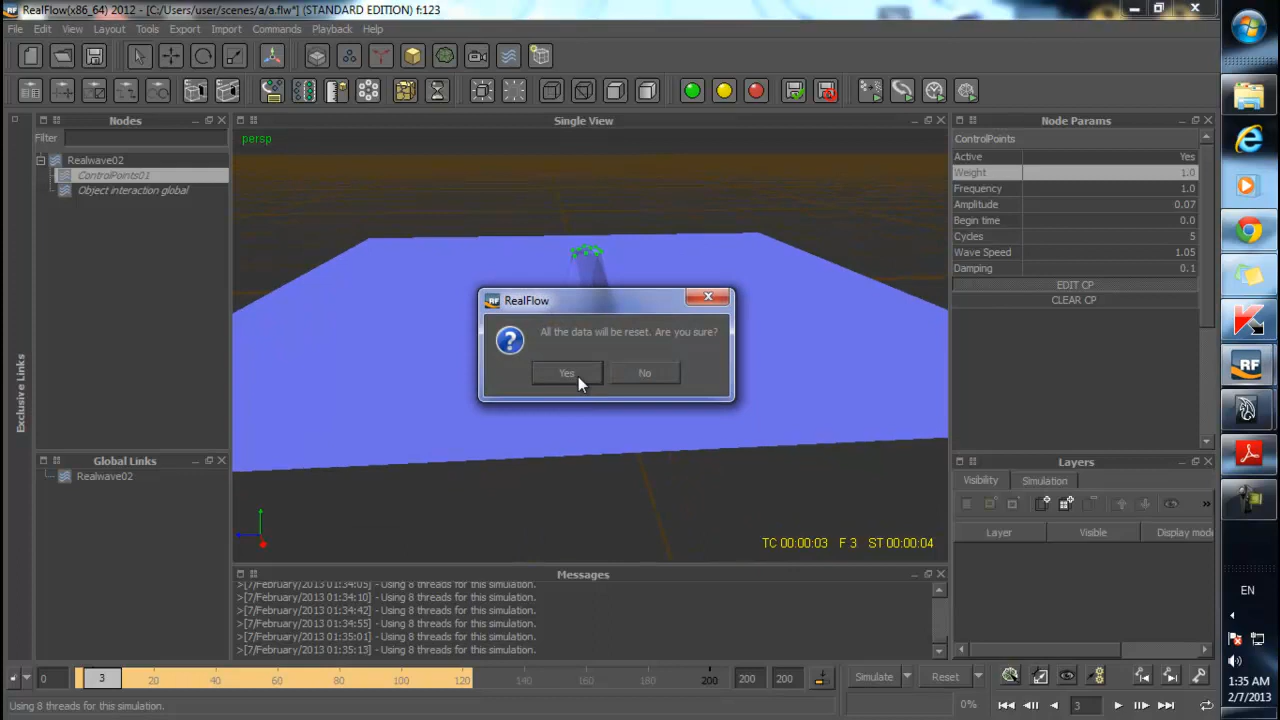 RealFlow(x86_64) 2012 - [C:/Users/user/scenes/a/a.flw*] (STANDARD EDITION) f:123
File Edit View Layout Tools Export Import Commands Playback Help
Nodes
Filter
Realwave02
ControlPoints01
Object interaction global
Exclusive Links
Global Links
Realwave02
Single View
persp
RealFlow
All the data will be reset. Are you sure?
Yes No
TC 00:00:03 F 3 ST 00:00:04
Messages
>[7/February/2013 01:34:05] - Using 8 threads for this simulation.
>[7/February/2013 01:34:10] - Using 8 threads for this simulation.
>[7/February/2013 01:34:42] - Using 8 threads for this simulation.
>[7/February/2013 01:34:55] - Using 8 threads for this simulation.
>[7/February/2013 01:35:01] - Using 8 threads for this simulation.
>[7/February/2013 01:35:13] - Using 8 threads for this simulation.
Node Params
ControlPoints
Active Yes
Weight 1.0
Frequency 1.0
Amplitude 0.07
Begin time 0.0
Cycles 5
Wave Speed 1.05
Damping 0.1
EDIT CP
CLEAR CP
Layers
Visibility Simulation
Layer Visible Display mode
0 3 20 40 60 80 100 120 140 160 180 200 200 200 Simulate Reset
Using 8 threads for this simulation.
0% 3
EN
1:35 AM
2/7/2013